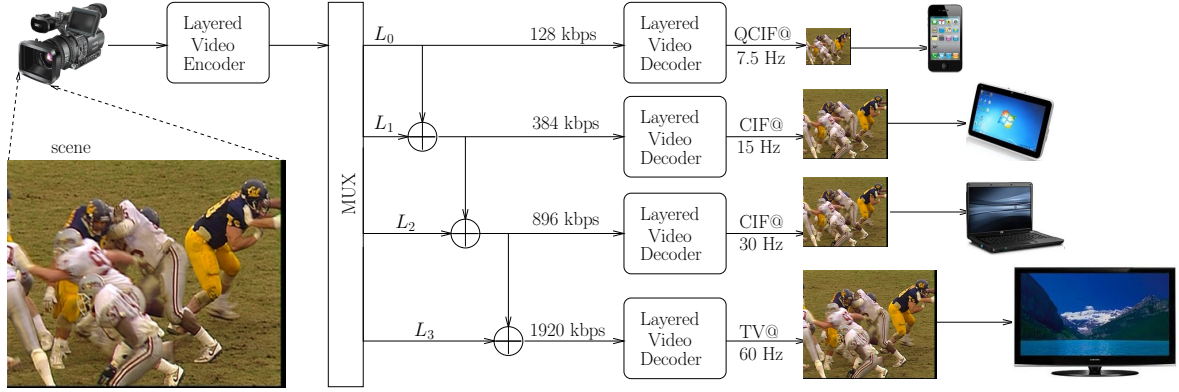 Layered
Video
Encoder
scene
MUX
L0
128 kbps
Layered
Video
Decoder
QCIF@
7.5 Hz
L1
384 kbps
Layered
Video
Decoder
CIF@
15 Hz
L2
896 kbps
Layered
Video
Decoder
CIF@
30 Hz
L3
1920 kbps
Layered
Video
Decoder
TV@
60 Hz
Cal